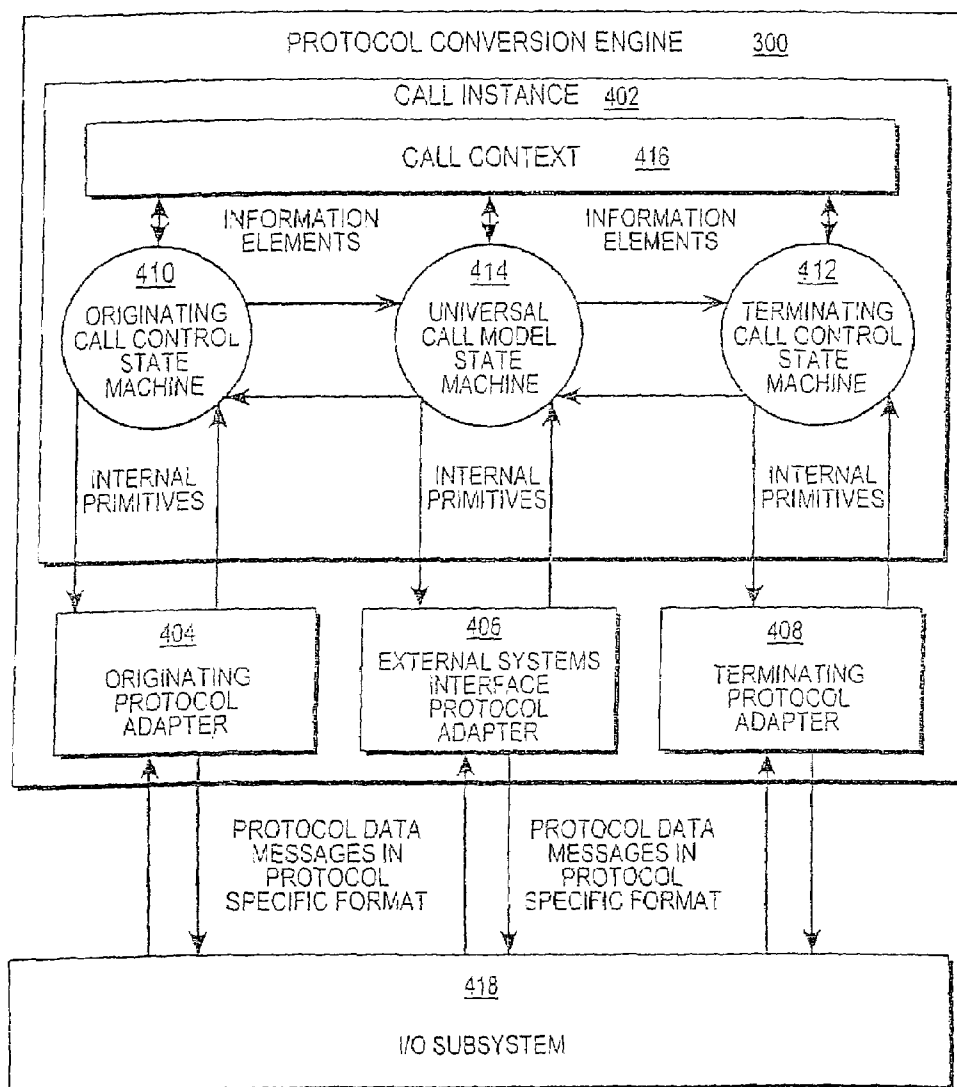 PROTOCOL CONVERSION ENGINE 300
CALL INSTANCE 402
CALL CONTEXT 416
INFORMATION
ELEMENTS
INFORMATION
ELEMENTS
410
ORIGINATING
CALL CONTROL
STATE
MACHINE
414
UNIVERSAL
CALL MODEL
STATE
MACHINE
412
TERMINATING
CALL CONTROL
STATE
MACHINE
INTERNAL
PRIMITIVES
INTERNAL
PRIMITIVES
INTERNAL
PRIMITIVES
404
ORIGINATING
PROTOCOL
ADAPTER
406
EXTERNAL SYSTEMS
INTERFACE
PROTOCOL
ADAPTER
408
TERMINATING
PROTOCOL
ADAPTER
PROTOCOL DATA
MESSAGES IN
PROTOCOL
SPECIFIC FORMAT
PROTOCOL DATA
MESSAGES IN
PROTOCOL
SPECIFIC FORMAT
418
I/O SUBSYSTEM